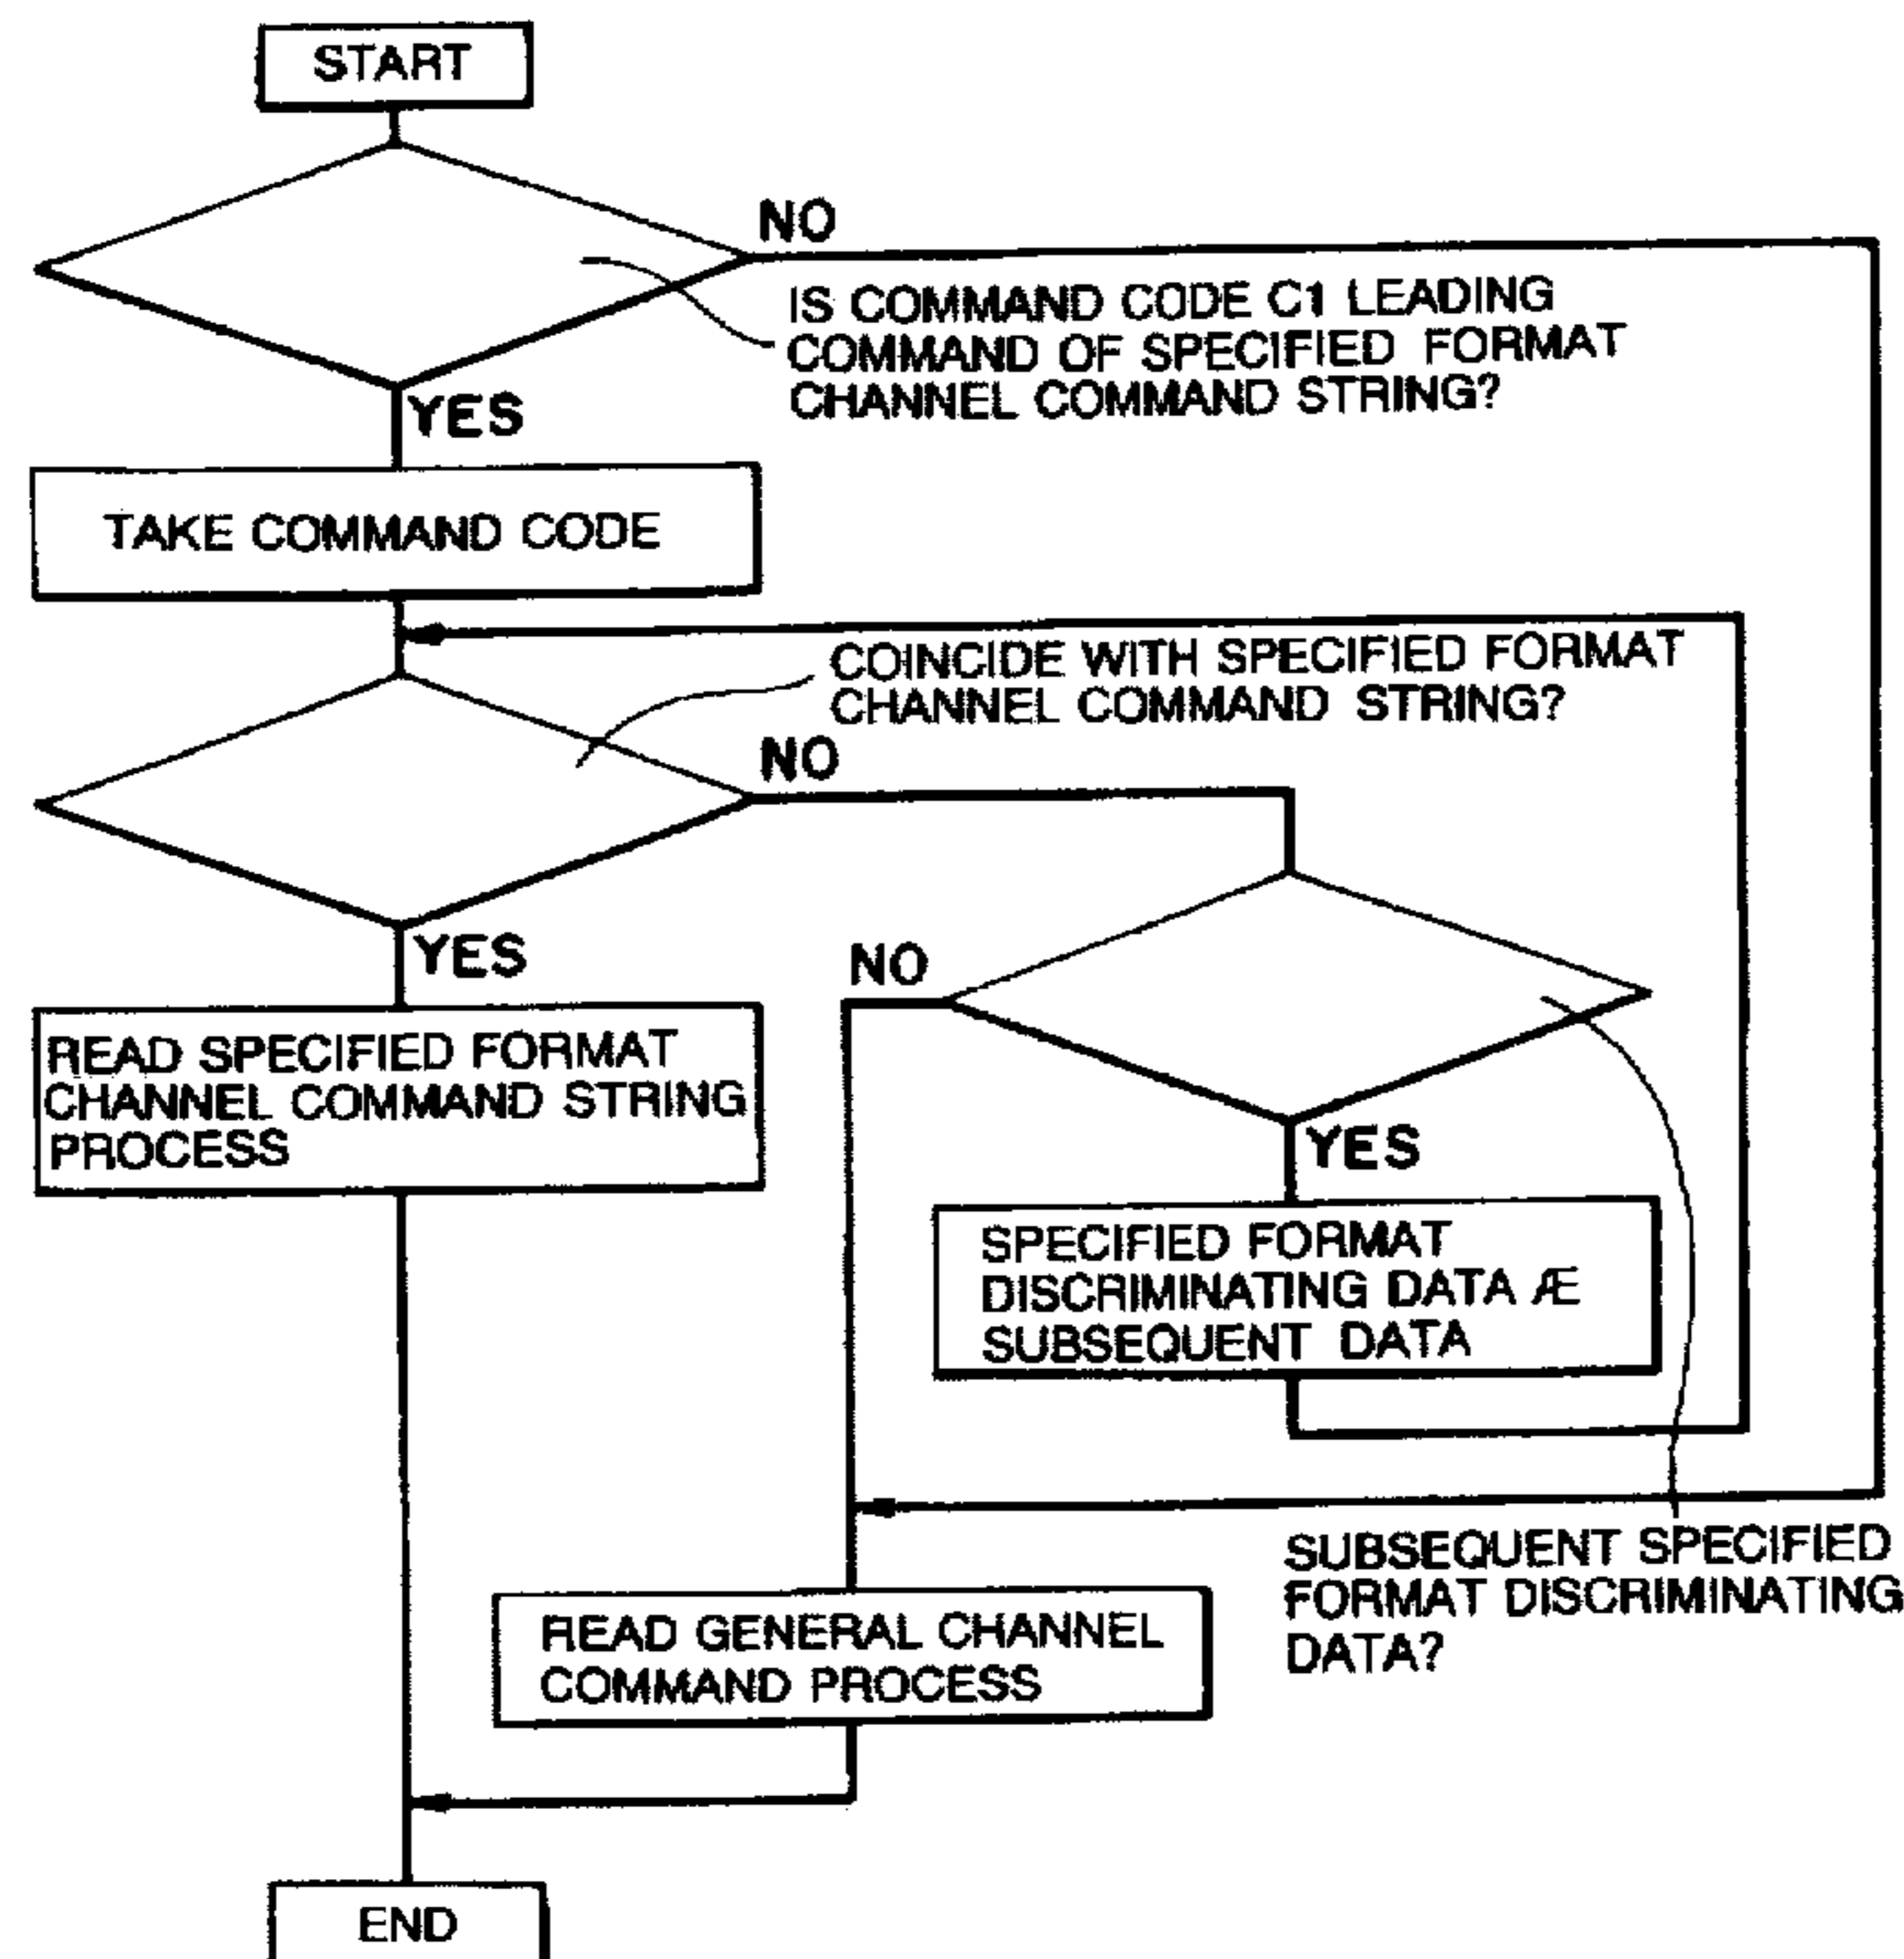 START
NO
IS COMMAND CODE C1 LEADING
COMMAND OF SPECIFIED FORMAT
CHANNEL COMMAND STRING?
YES
TAKE COMMAND CODE
COINCIDE WITH SPECIFIED FORMAT
CHANNEL COMMAND STRING?
NO
YES
NO
READ SPECIFIED FORMAT
CHANNEL COMMAND STRING
PROCESS
YES
SPECIFIED FORMAT
DISCRIMINATING DATA Æ
SUBSEQUENT DATA
SUBSEQUENT SPECIFIED
FORMAT DISCRIMINATING
DATA?
READ GENERAL CHANNEL
COMMAND PROCESS
END